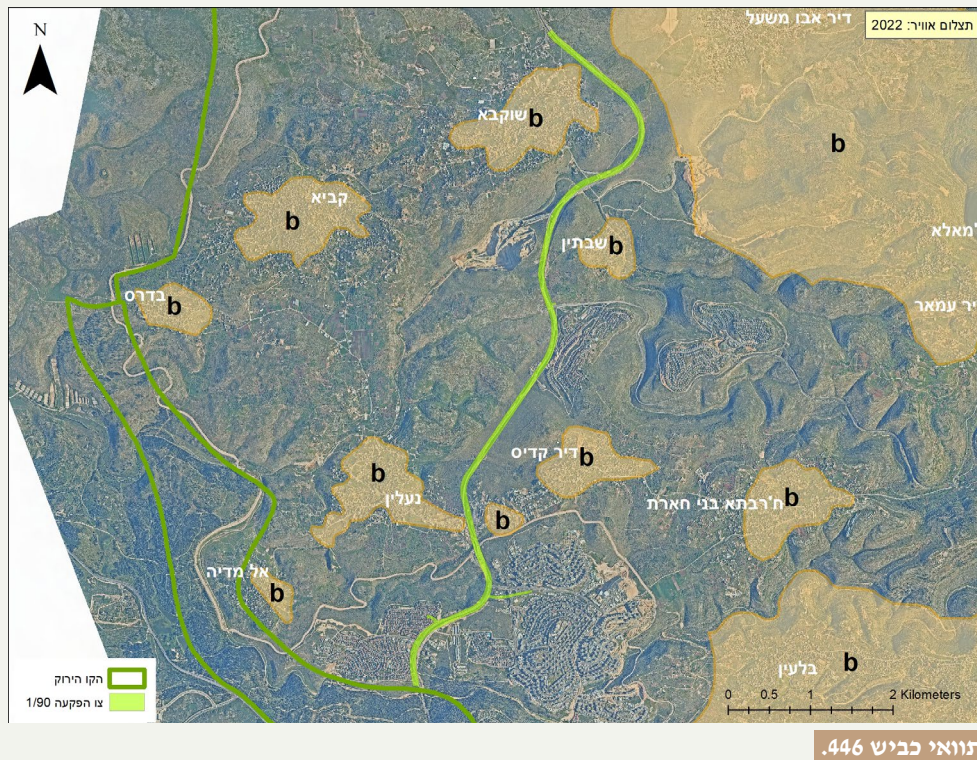 N
דיר אבו משעל
תצלום אוויר: 2022
שוקבא b
b
קביא
b
למאלא
שבתין b
בדרס b
יר עמאר
דיר קדיס b
b
נעלין
b
ח'רבתא בני חארת b
אל מדיה
b
בלעין b
הקו הירוק
צו הפקעה 1/90
0 0.5 1 2 Kilometers
תוואי כביש 446.